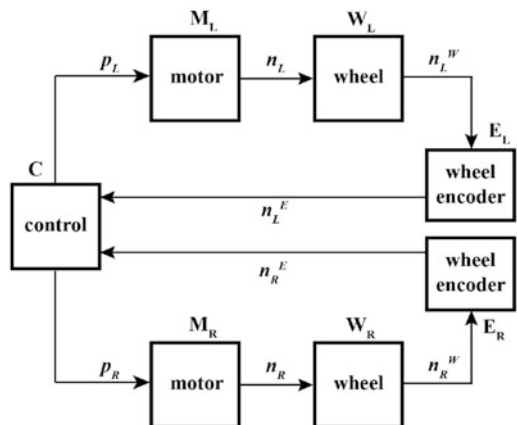 M_L
W_L
p_L
motor
n_L
wheel
n_L^W
E_L
C
wheel
encoder
control
n_L^E
n_R^E
wheel
encoder
M_R
W_R
E_R
p_R
motor
n_R
wheel
n_R^W